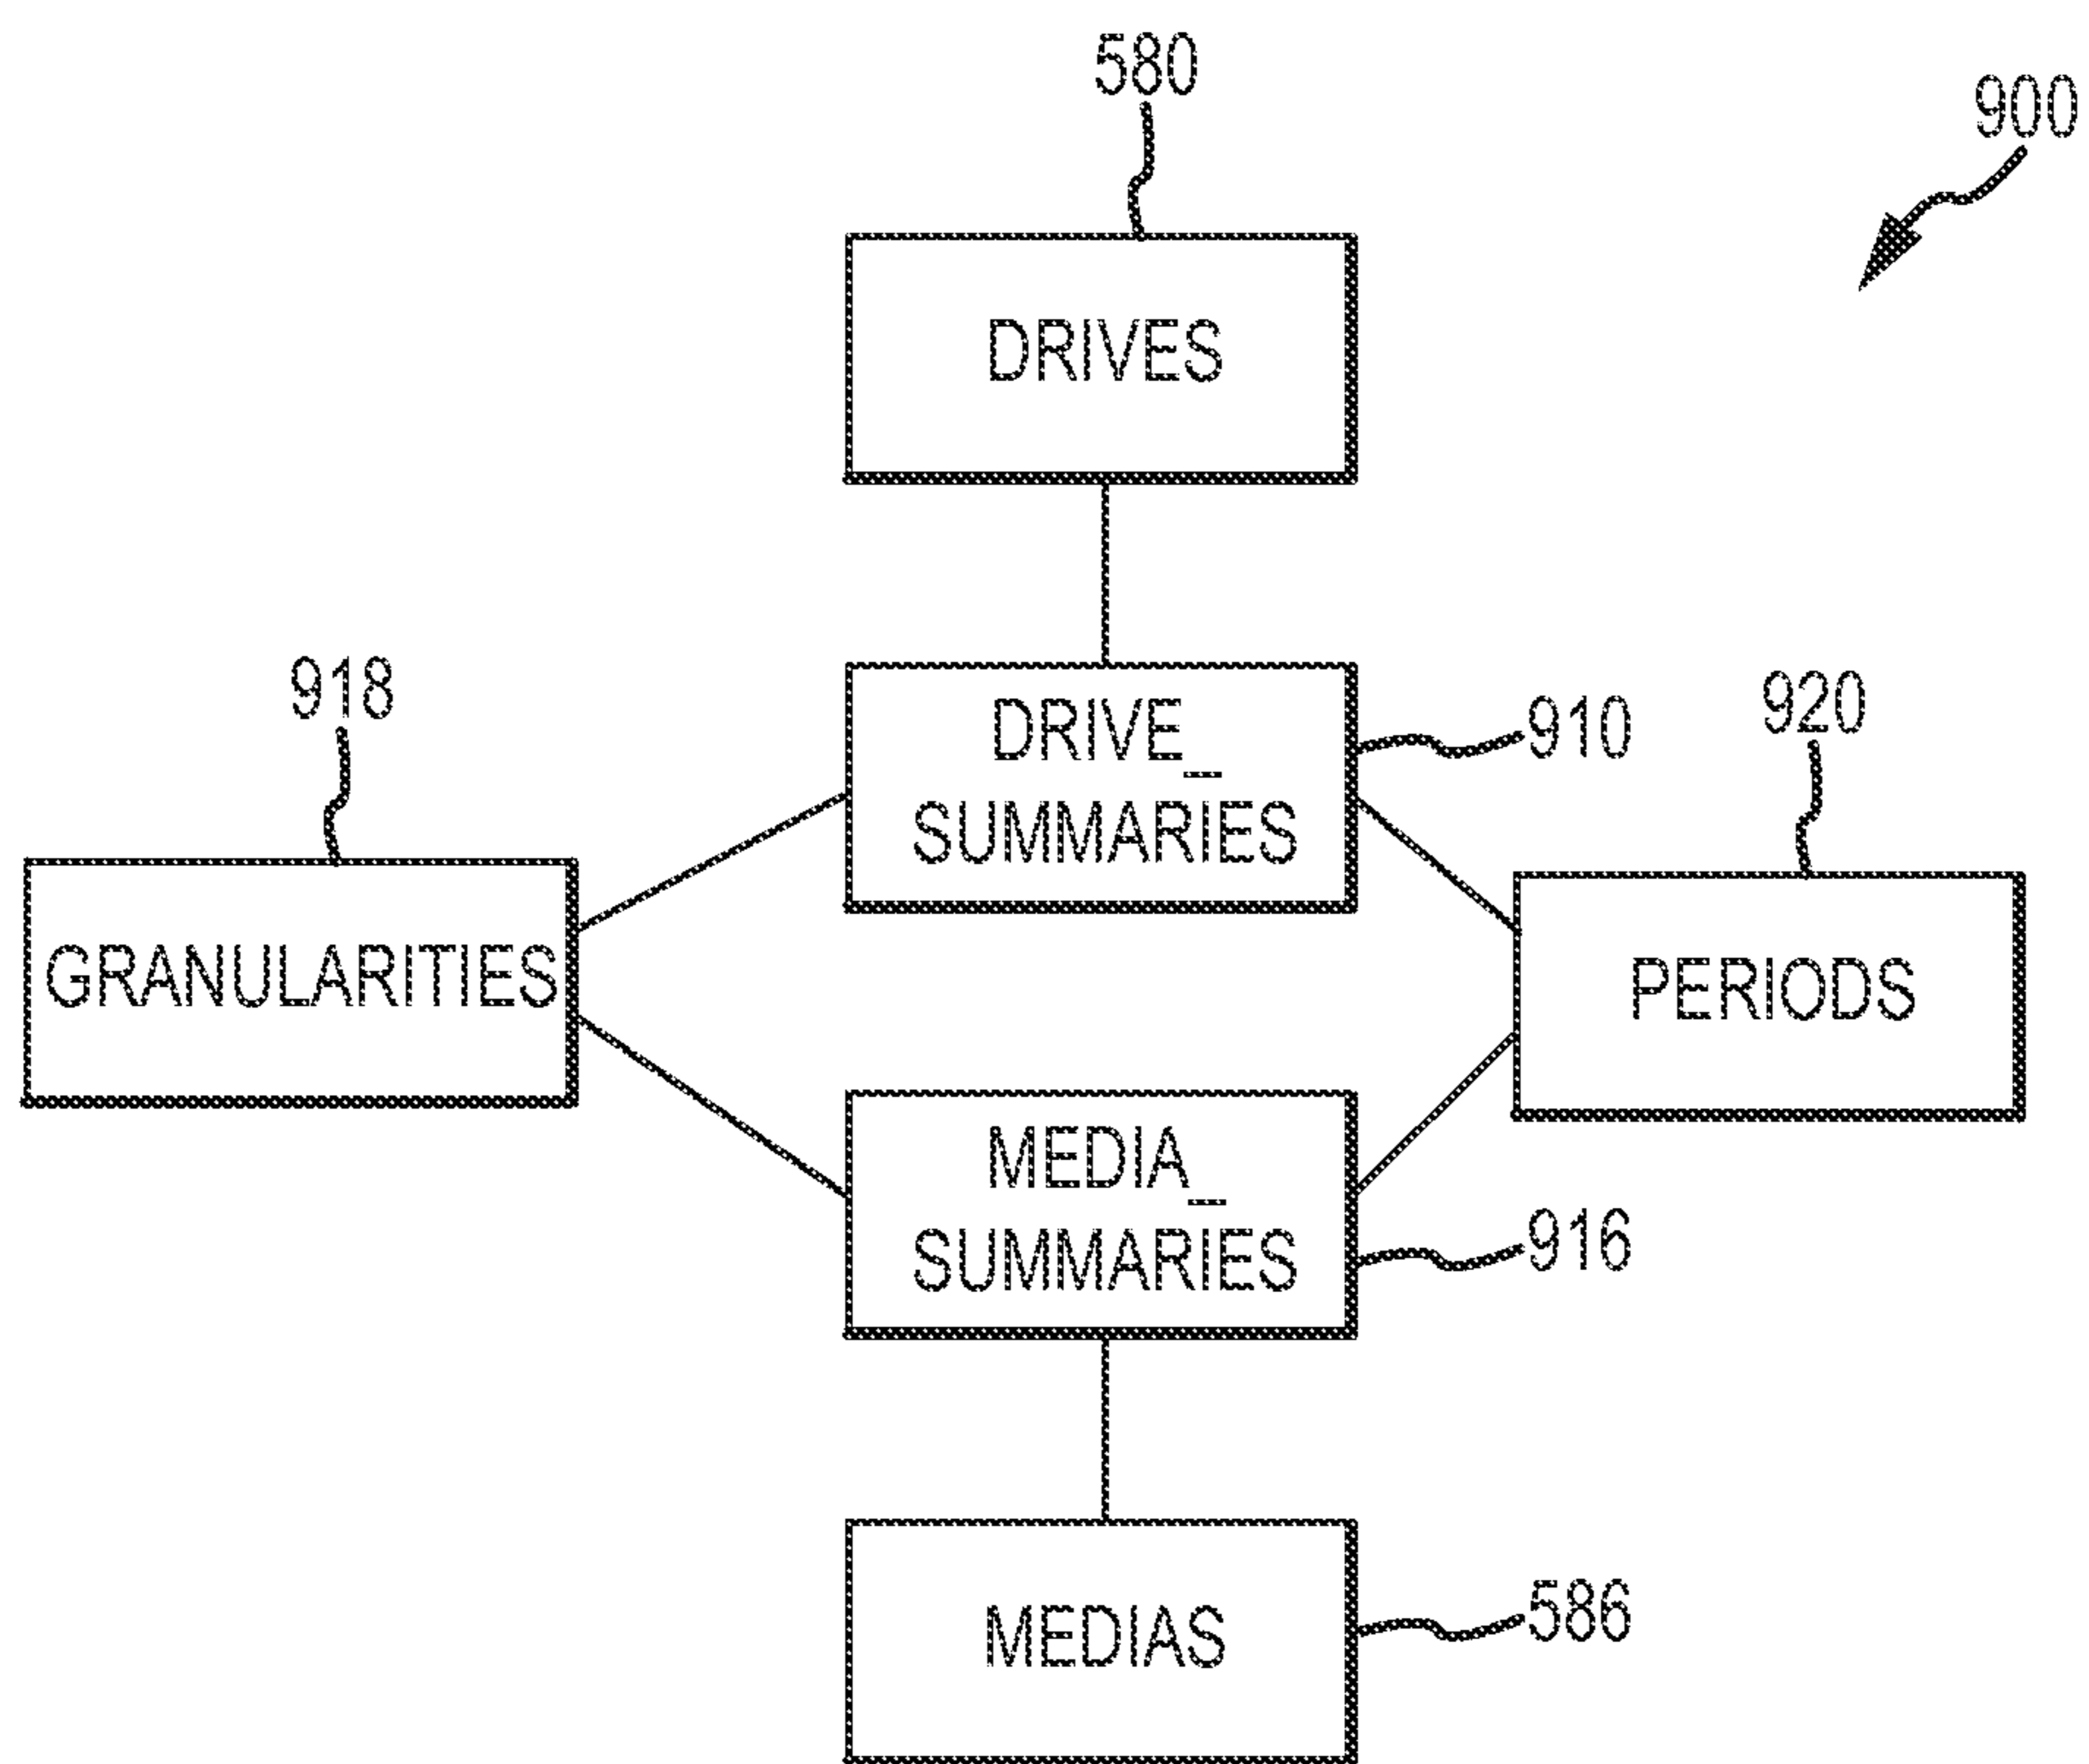 580
900
DRIVES
918
DRIVE_
SUMMARIES
910
920
GRANULARITIES
PERIODS
MEDIA_
SUMMARIES
916
MEDIAS
586